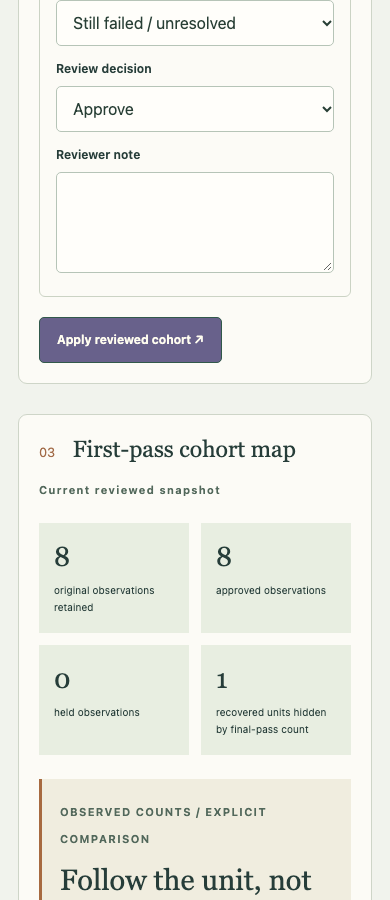 Still failed / unresolved
Review decision
Approve
Reviewer note
Apply reviewed cohort ↗
03 First-pass cohort map
Current reviewed snapshot
8
original observations
retained
8
approved observations
0
held observations
1
recovered units hidden
by final-pass count
OBSERVED COUNTS / EXPLICIT
COMPARISON
Follow the unit, not